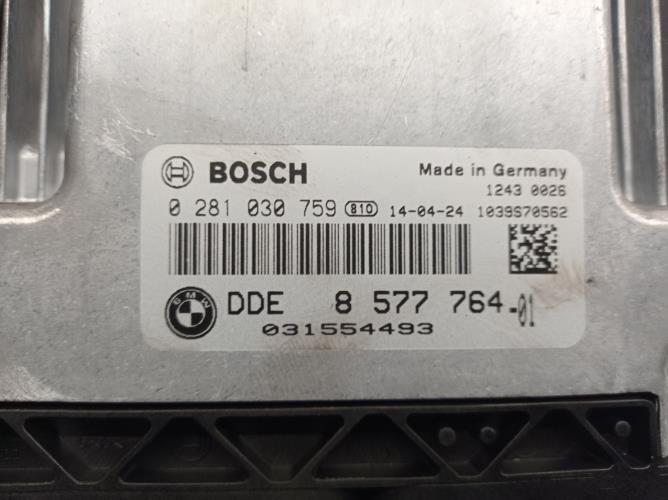 BOSCH Made in Germany
1243 0026
0 281 030 759 810 14-04-24 1039S70562
BMW DDE 8 577 764-01
031554493